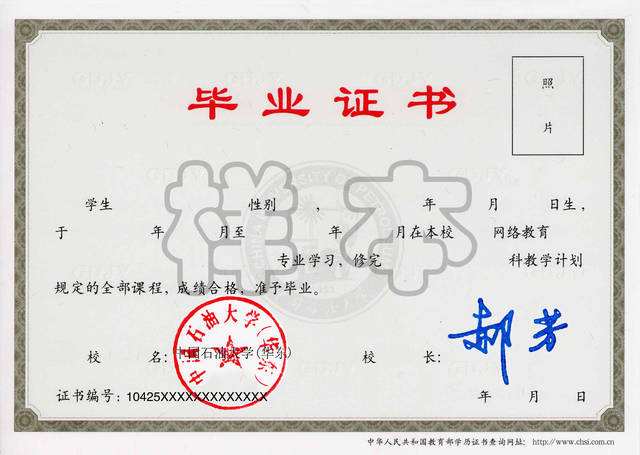 毕业证书
照
片
样本
学生 性别 , 年 月 日生,
于 年 月至 年 月在本校 网络教育
专业学习, 修完 科教学计划
规定的全部课程, 成绩合格, 准予毕业。
校 名: 中国石油大学(华东) 校 长: 郝芳
中国石油大学(华东)
证书编号: 10425XXXXXXXXXXXXX 年 月 日
中华人民共和国教育部学历证书查询网址: http://www.chsi.com.cn